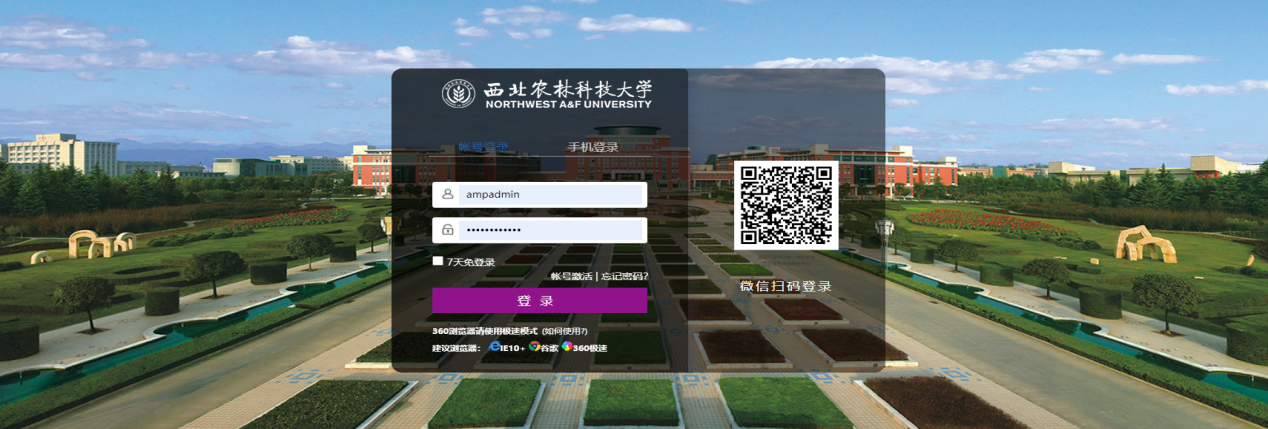 西北农林科技大学
NORTHWEST A&F UNIVERSITY
帐号登录 手机登录
ampadmin
••••••••••••
7天免登录
帐号激活 | 忘记密码?
登 录
360浏览器请使用极速模式 (如何使用?)
建议浏览器: IE10+ 谷歌 360极速
微信扫码登录